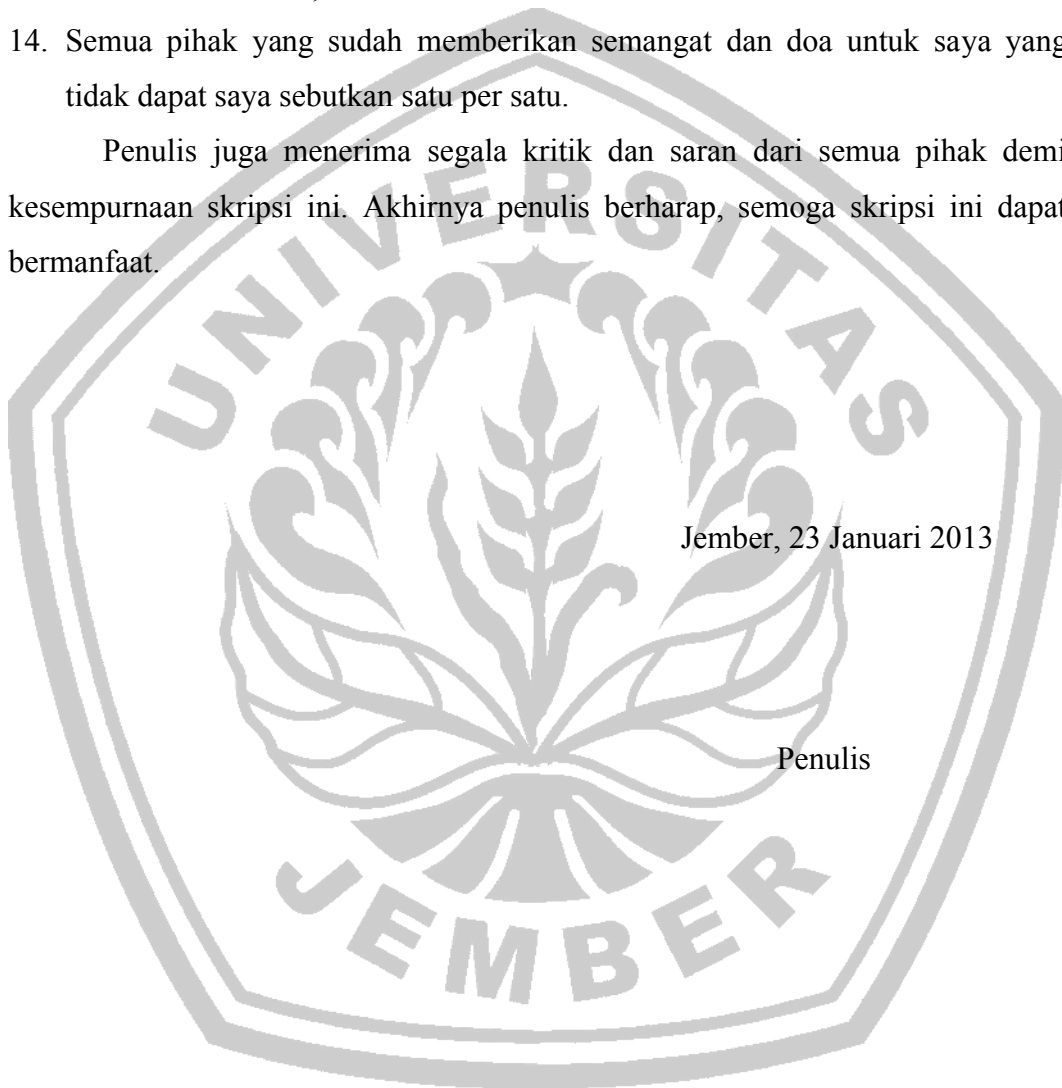 14. Semua pihak yang sudah memberikan semangat dan doa untuk saya yang
tidak dapat saya sebutkan satu per satu.
Penulis juga menerima segala kritik dan saran dari semua pihak demi
kesempurnaan skripsi ini. Akhirnya penulis berharap, semoga skripsi ini dapat
bermanfaat.
UNIVERSITAS
Jember, 23 Januari 2013
Penulis
JEMBER